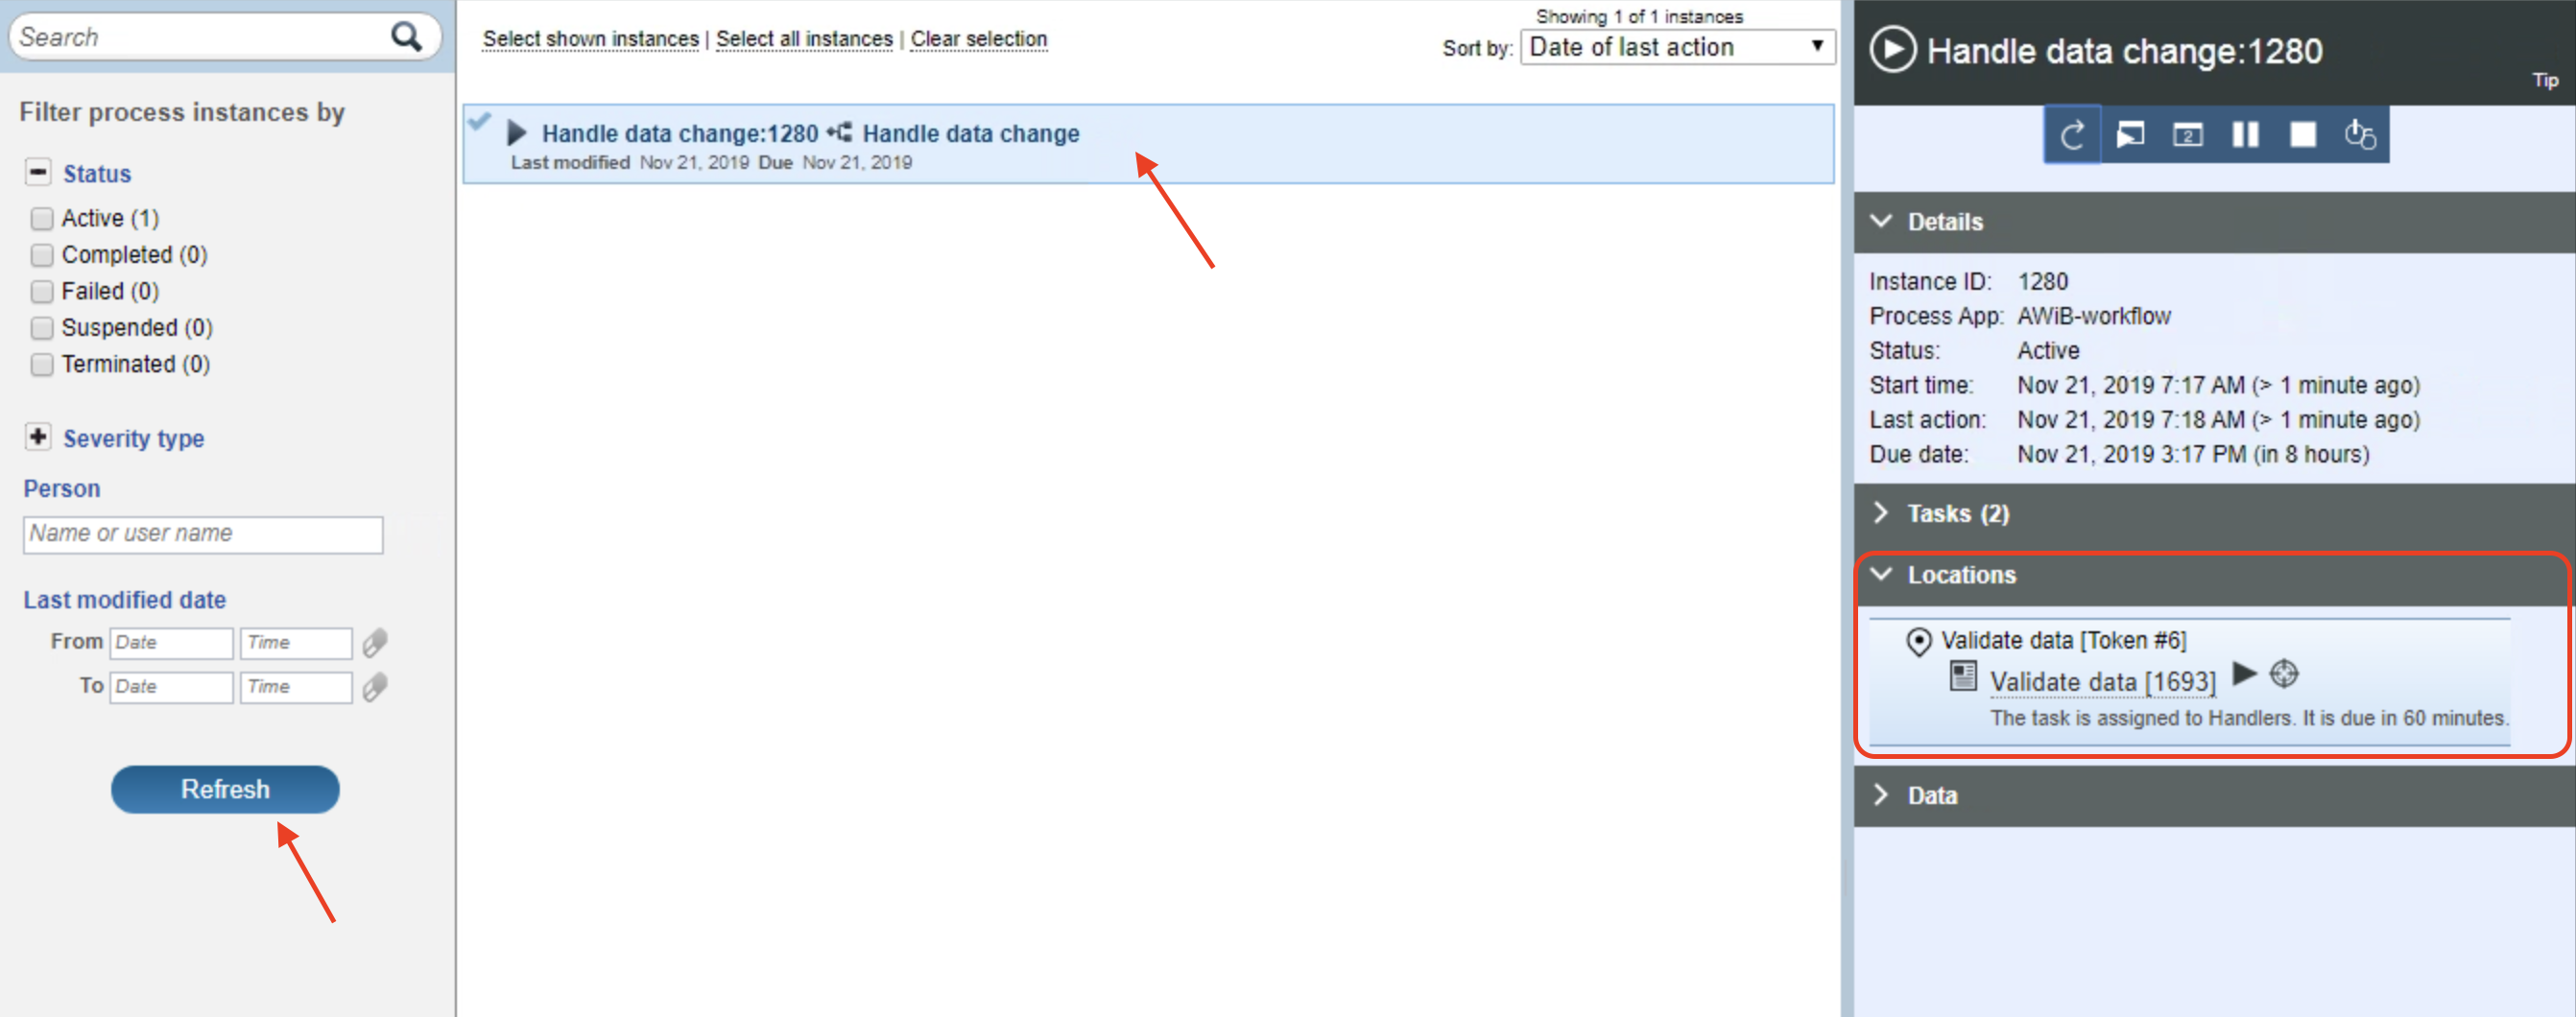 Search
Filter process instances by
Status
Active (1)
Completed (0)
Failed (0)
Suspended (0)
Terminated (0)
Severity type
Person
Name or user name
Last modified date
From Date Time
To Date Time
Refresh
Select shown instances | Select all instances | Clear selection
Showing 1 of 1 instances
Sort by: Date of last action
Handle data change:1280 Handle data change
Last modified Nov 21, 2019 Due Nov 21, 2019
Handle data change:1280
Tip
2
Details
Instance ID: 1280
Process App: AWiB-workflow
Status: Active
Start time: Nov 21, 2019 7:17 AM (> 1 minute ago)
Last action: Nov 21, 2019 7:18 AM (> 1 minute ago)
Due date: Nov 21, 2019 3:17 PM (in 8 hours)
Tasks (2)
Locations
Validate data [Token #6]
Validate data [1693]
The task is assigned to Handlers. It is due in 60 minutes.
Data